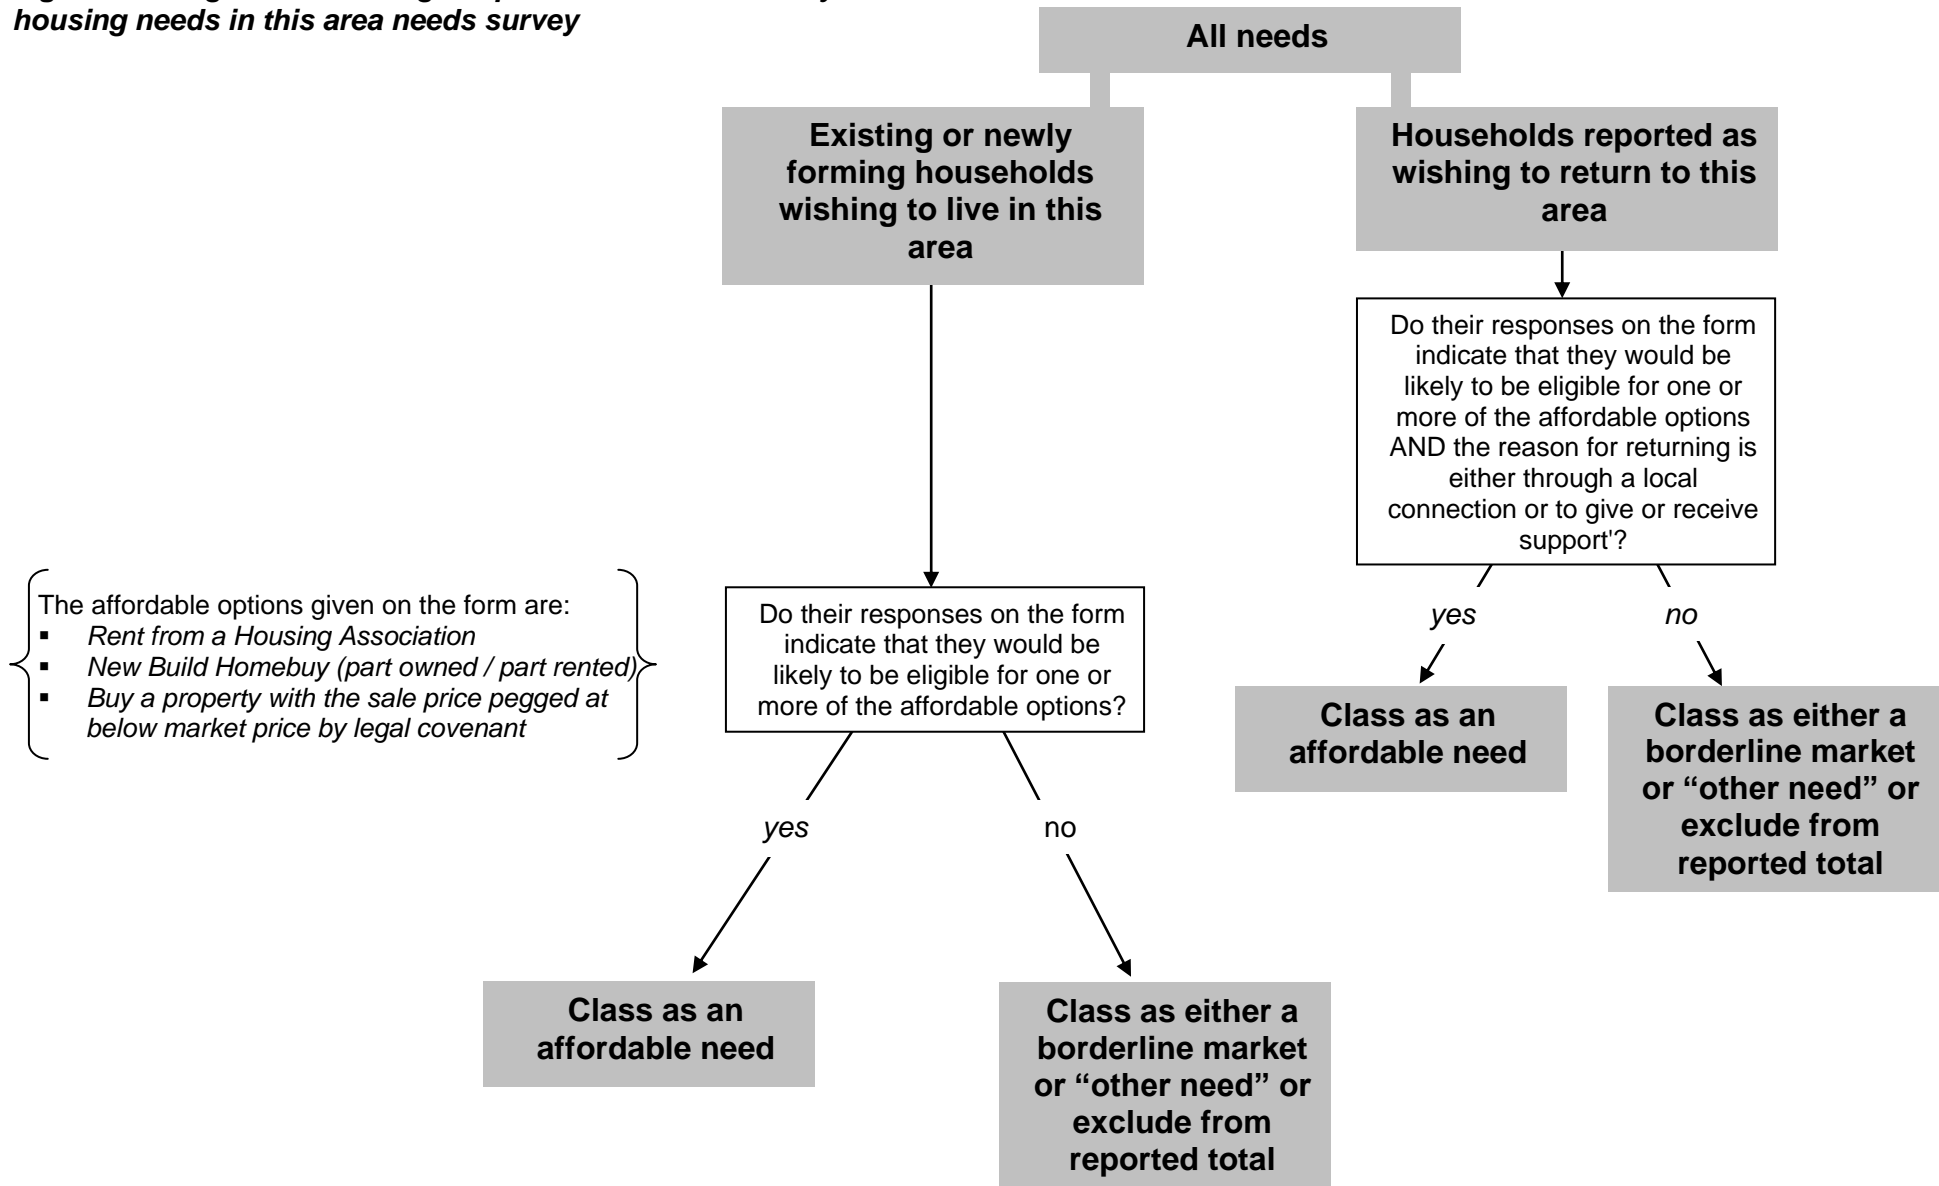 housing needs in this area needs survey
All needs
Existing or newly
forming households
wishing to live in this
area
Households reported as
wishing to return to this
area
Do their responses on the form
indicate that they would be
likely to be eligible for one or
more of the affordable options
AND the reason for returning is
either through a local
connection or to give or receive
support'?
The affordable options given on the form are:
▪ Rent from a Housing Association
▪ New Build Homebuy (part owned / part rented)
▪ Buy a property with the sale price pegged at
below market price by legal covenant
Do their responses on the form
indicate that they would be
likely to be eligible for one or
more of the affordable options?
yes
no
Class as an
affordable need
Class as either a
borderline market
or “other need” or
exclude from
reported total
yes
no
Class as an
affordable need
Class as either a
borderline market
or “other need” or
exclude from
reported total